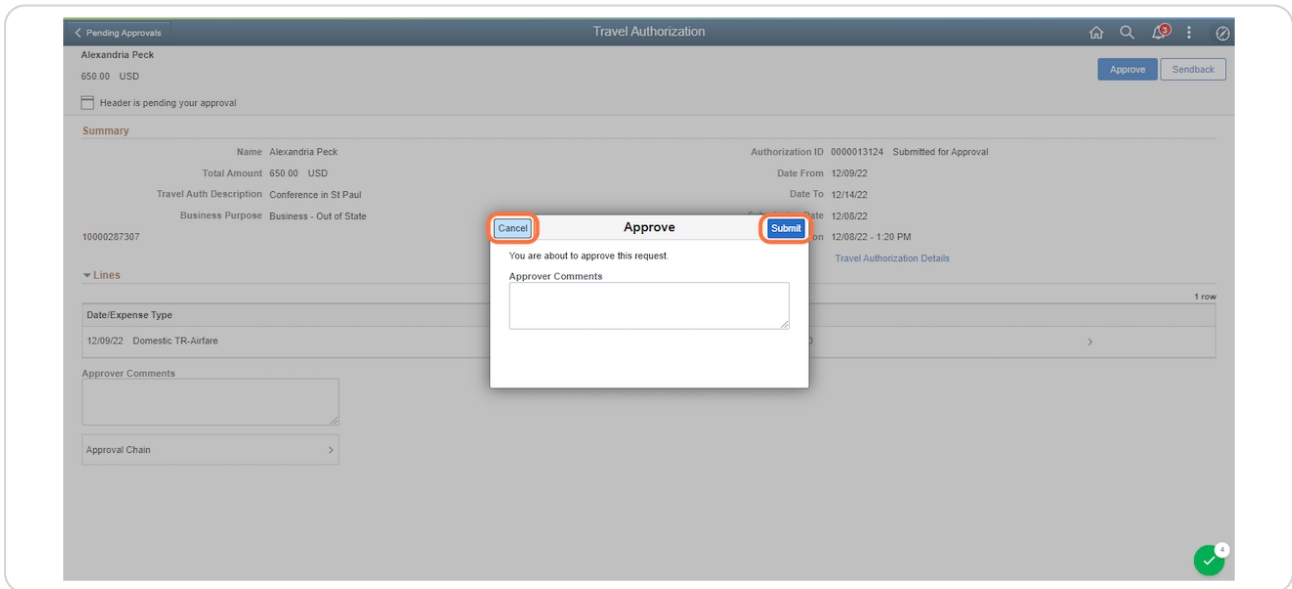 Pending Approvals
Travel Authorization
3
Alexandria Peck
650.00 USD
Approve
Sendback
Header is pending your approval
Summary
Name Alexandria Peck
Authorization ID 0000013124 Submitted for Approval
Total Amount 650.00 USD
Date From 12/09/22
Travel Auth Description Conference in St Paul
Date To 12/14/22
Business Purpose Business - Out of State
Date 12/08/22
10000287307
on 12/08/22 - 1:20 PM
Travel Authorization Details
Cancel
Approve
Submit
You are about to approve this request.
Approver Comments
Lines
1 row
Date/Expense Type
12/09/22 Domestic TR-Airfare
Approver Comments
Approval Chain
4